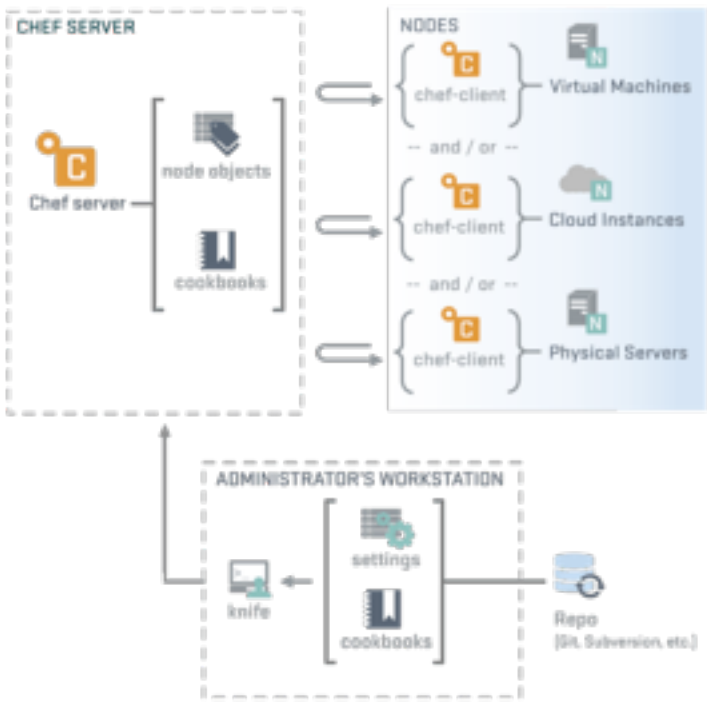 CHEF SERVER
C
Chef server
node objects
cookbooks
NODES
C
chef-client
N
Virtual Machines
-- and / or --
C
chef-client
N
Cloud Instances
-- and / or --
C
chef-client
N
Physical Servers
ADMINISTRATOR'S WORKSTATION
knife
settings
cookbooks
Repo
(Git, Subversion, etc.)